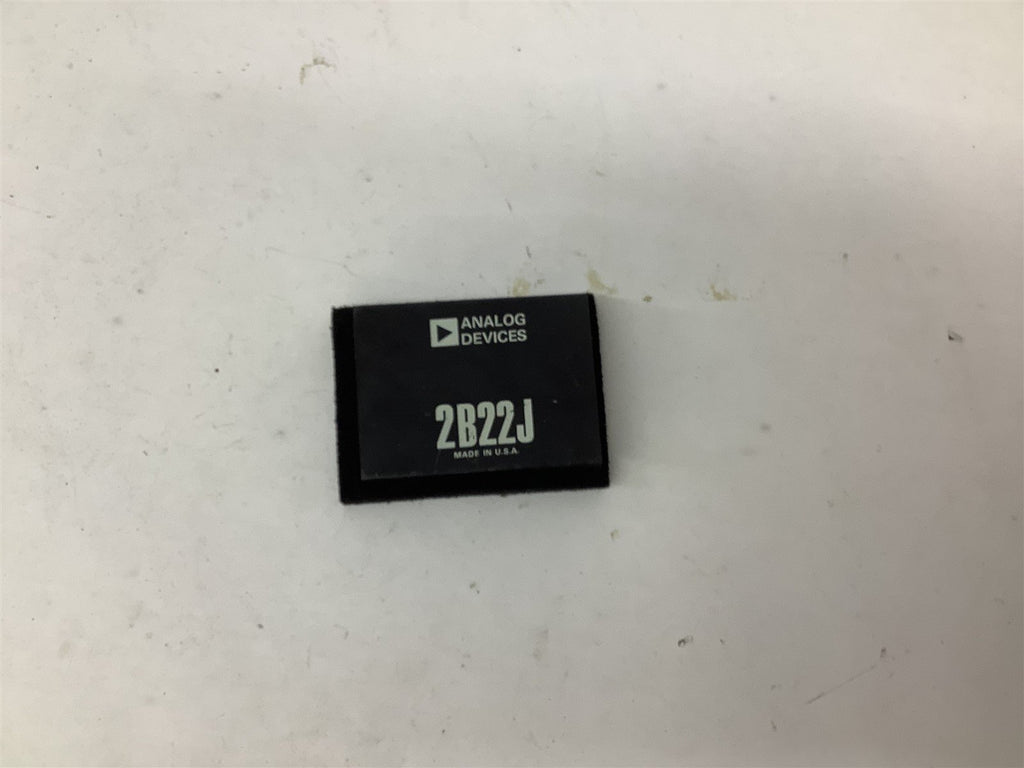 ANALOG
DEVICES
2B22J
MADE IN U.S.A.